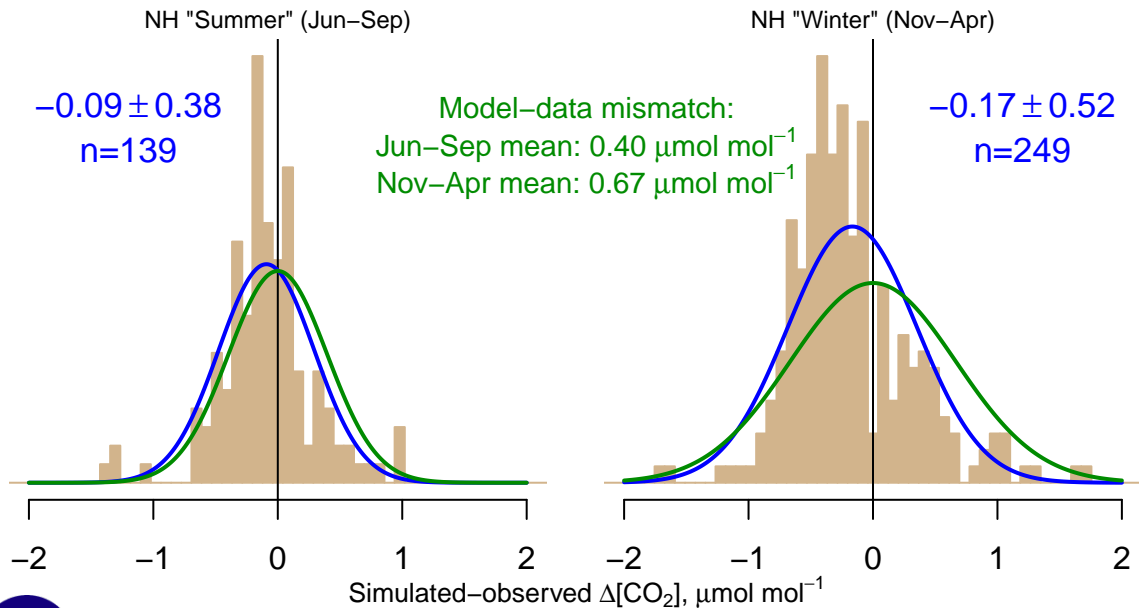 NH "Summer" (Jun−Sep)
NH "Winter" (Nov−Apr)
−0.09 ± 0.38
n=139
Model−data mismatch:
Jun−Sep mean: 0.40 μmol mol⁻¹
Nov−Apr mean: 0.67 μmol mol⁻¹
−0.17 ± 0.52
n=249
−2 −1 0 1 2
−2 −1 0 1 2
Simulated−observed Δ[CO₂], μmol mol⁻¹